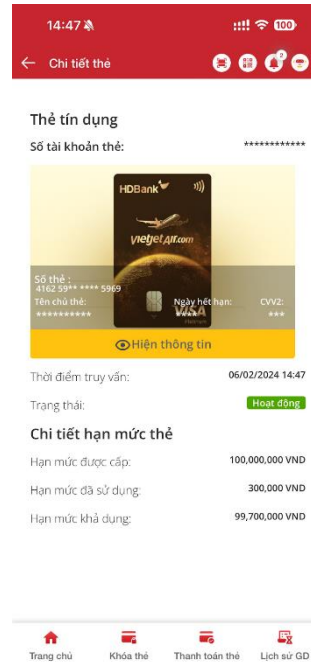 14:47
100
Chi tiết thẻ
2
Thẻ tín dụng
Số tài khoản thẻ: ************
HDBank
vietjetAir.com
Số thẻ :
4162 59** **** 5969
Tên chủ thẻ: Ngày hết hạn: CVV2:
********** **** ***
VISA
Platinum
Hiện thông tin
Thời điểm truy vấn: 06/02/2024 14:47
Trạng thái: Hoạt động
Chi tiết hạn mức thẻ
Hạn mức được cấp: 100,000,000 VND
Hạn mức đã sử dụng: 300,000 VND
Hạn mức khả dụng: 99,700,000 VND
Trang chủ Khóa thẻ Thanh toán thẻ Lịch sử GD